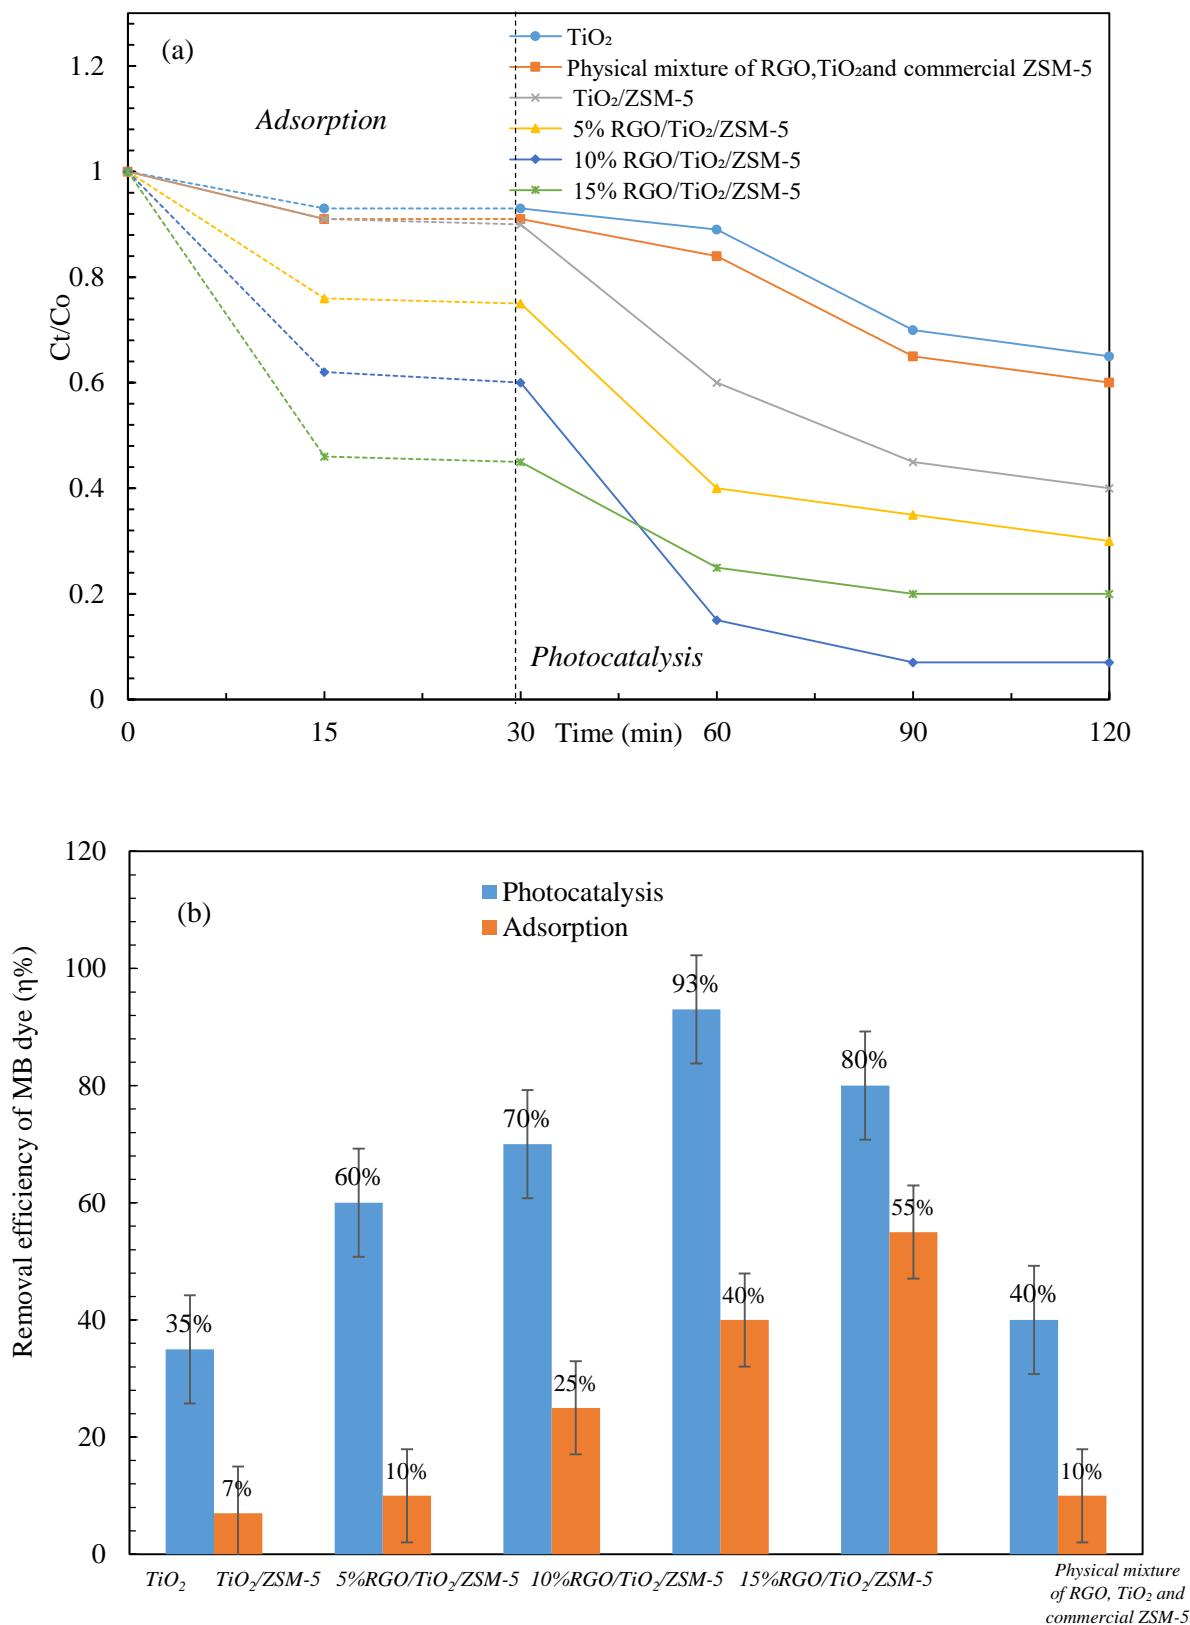 (a)
TiO₂
Physical mixture of RGO,TiO₂and commercial ZSM-5
TiO₂/ZSM-5
5% RGO/TiO₂/ZSM-5
10% RGO/TiO₂/ZSM-5
15% RGO/TiO₂/ZSM-5
Adsorption
Photocatalysis
Ct/Co
1.2
1
0.8
0.6
0.4
0.2
0
0 15 30 60 90 120
Time (min)
(b)
Photocatalysis
Adsorption
Removal efficiency of MB dye (η%)
120
100
80
60
40
20
0
35%
7%
60%
10%
70%
25%
93%
40%
80%
55%
40%
10%
TiO₂
TiO₂/ZSM-5
5%RGO/TiO₂/ZSM-5
10%RGO/TiO₂/ZSM-5
15%RGO/TiO₂/ZSM-5
Physical mixture
of RGO, TiO₂ and
commercial ZSM-5